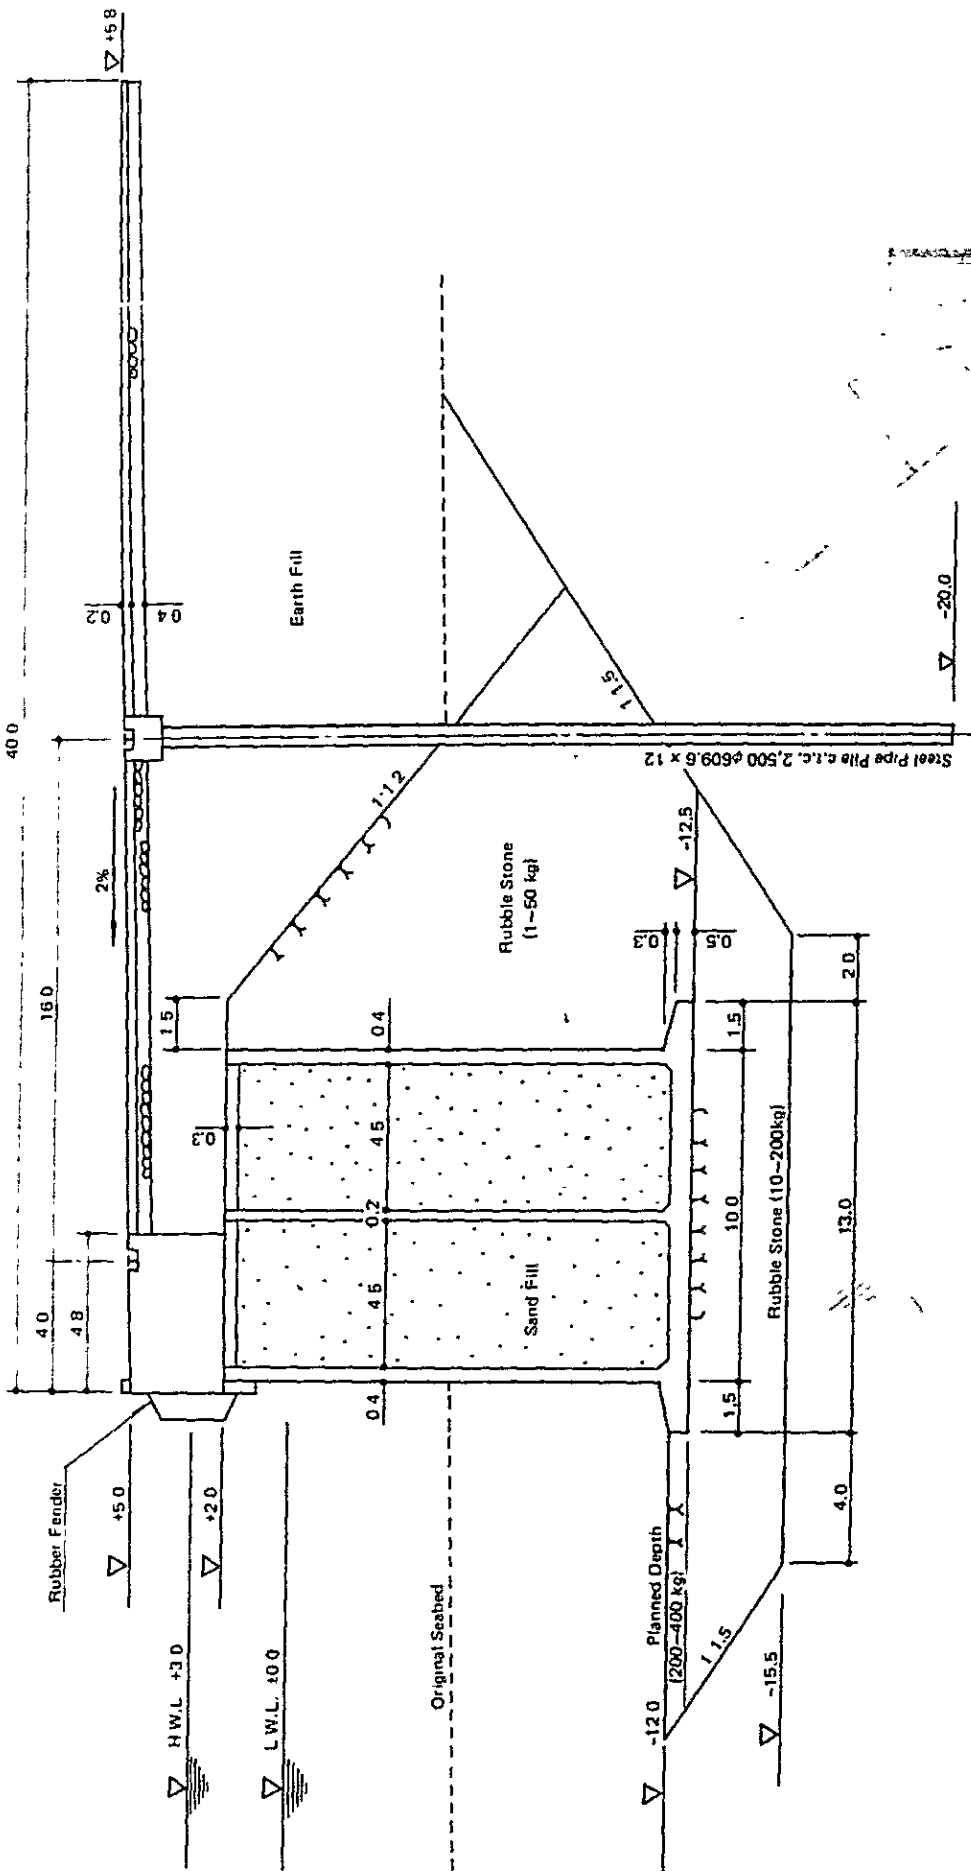 +5.8
40.0
16.0
4.0
4.8
2%
1.5
0.2
0.4
Rubber Fender
+5.0
H.W.L. +3.0
+2.0
L.W.L. ±0.0
Earth Fill
0.3
1:1.2
Original Seabed
0.4
4.5
0.2
4.5
0.4
Rubble Stone
(1~50 kg)
Sand Fill
1:1.5
Steel Pipe Pile c.t.c. 2,500 φ609.6 x 12
0.3
0.5
-12.5
-12.0
Planned Depth
(200~400 kg)
1:1.5
-15.5
1.5
10.0
1.5
Rubble Stone (10~200kg)
4.0
13.0
2.0
-20.0